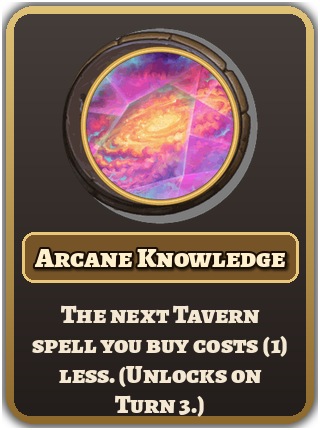 Arcane Knowledge
The next Tavern
spell you buy costs (1)
less. (Unlocks on
Turn 3.)